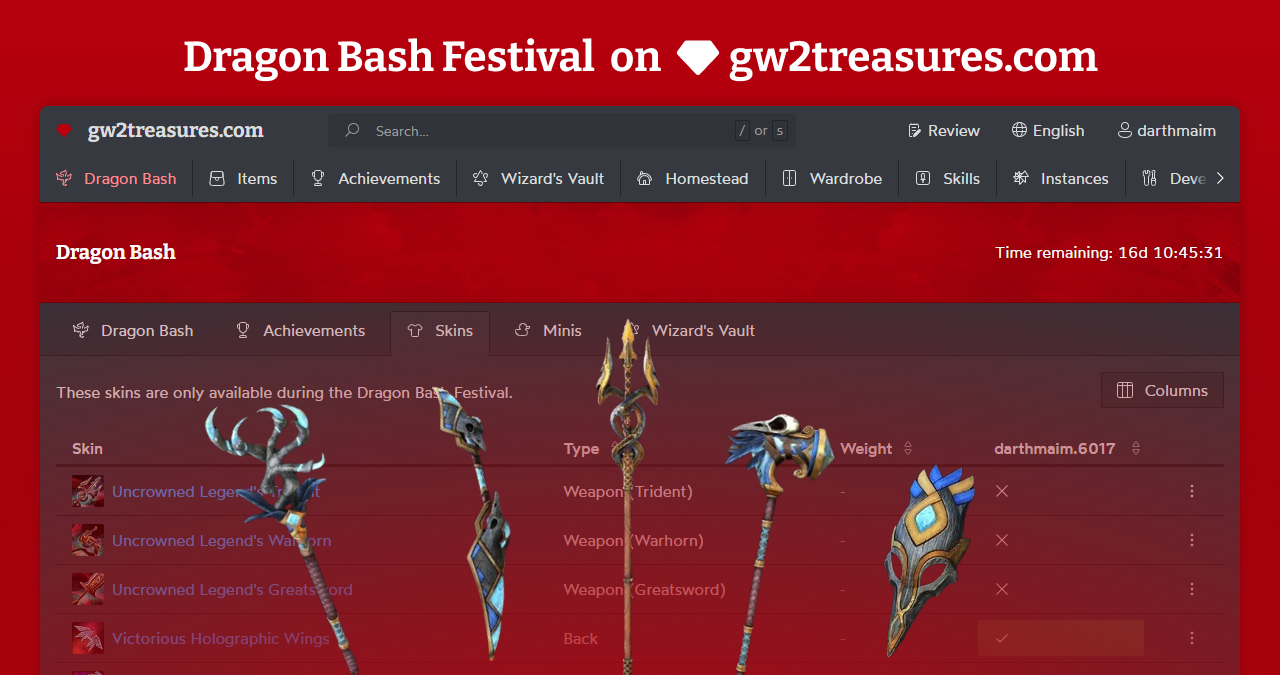 Dragon Bash Festival on gw2treasures.com
gw2treasures.com Search... / or s Review English darthmaim
Dragon Bash Items Achievements Wizard's Vault Homestead Wardrobe Skills Instances Deve
Dragon Bash Time remaining: 16d 10:45:31
Dragon Bash Achievements Skins Minis Wizard's Vault
These skins are only available during the Dragon Bash Festival. Columns
Skin Type Weight darthmaim.6017
Uncrowned Legend's Trident Weapon (Trident) -
Uncrowned Legend's Warhorn Weapon (Warhorn) -
Uncrowned Legend's Greatsword Weapon (Greatsword) -
Victorious Holographic Wings Back -